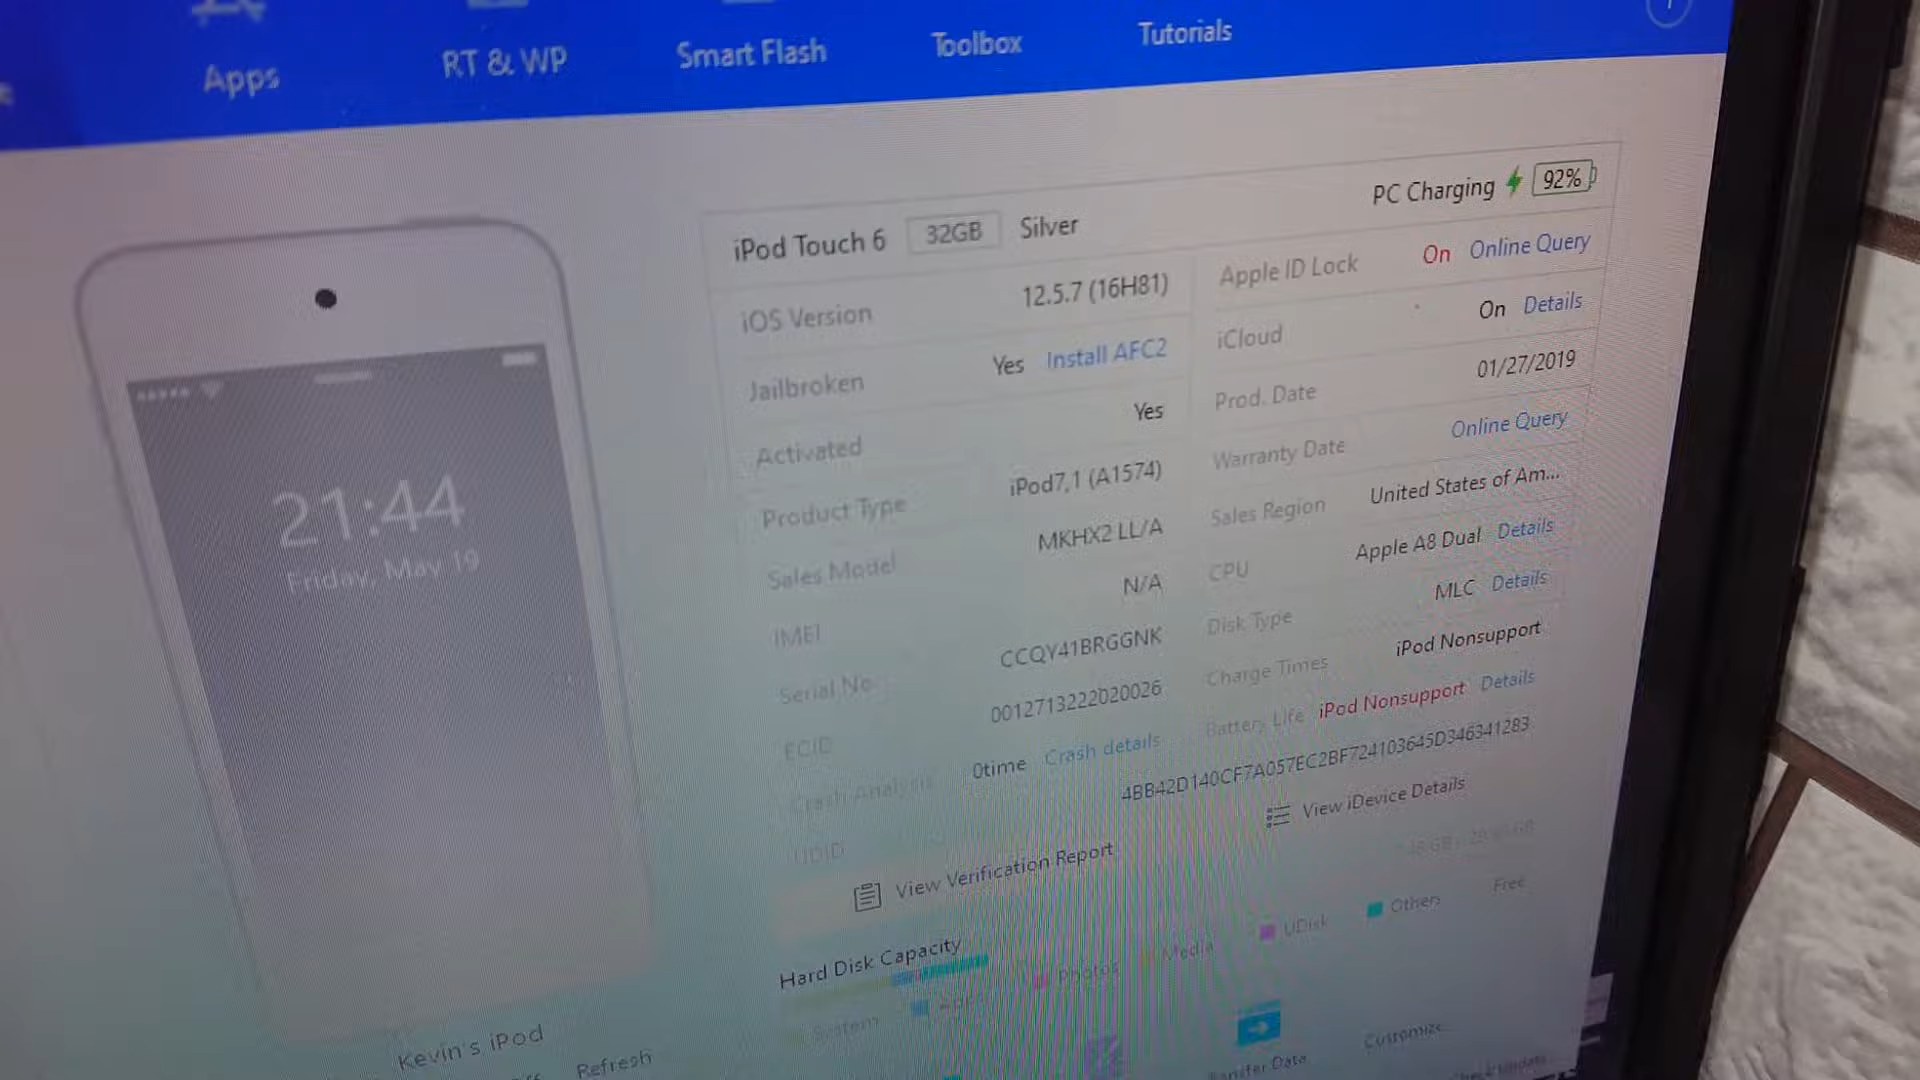 Apps
RT & WP
Smart Flash
Toolbox
Tutorials
iPod Touch 6 32GB Silver
PC Charging 92%
iOS Version 12.5.7 (16H81)
Apple ID Lock On Online Query
Jailbroken Yes Install AFC2
iCloud On Details
Activated Yes
Prod. Date 01/27/2019
Product Type iPod7,1 (A1574)
Warranty Date Online Query
Sales Model MKHX2 LL/A
Sales Region United States of Am...
IMEI N/A
CPU Apple A8 Dual Details
Serial No. CCQY41BRGGNK
Disk Type MLC Details
ECID 0012713222020026
Charge Times iPod Nonsupport
Crash Analysis 0time Crash details
Battery Life iPod Nonsupport Details
UDID 4BB42D140CF7A057EC2BF724103645D346341283
View Verification Report
View iDevice Details
Hard Disk Capacity
System
Photos
Media
UDisk
Others
Free
21:44
Friday, May 19
Kevin's iPod
Refresh
Customize